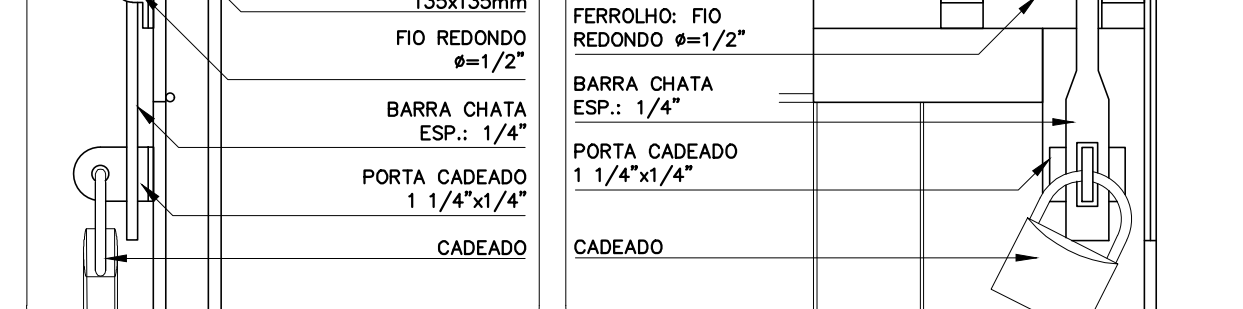 135x135mm
FIO REDONDO
ø=1/2"
BARRA CHATA
ESP.: 1/4"
PORTA CADEADO
1 1/4"x1/4"
CADEADO
FERROLHO: FIO
REDONDO ø=1/2"
BARRA CHATA
ESP.: 1/4"
PORTA CADEADO
1 1/4"x1/4"
CADEADO